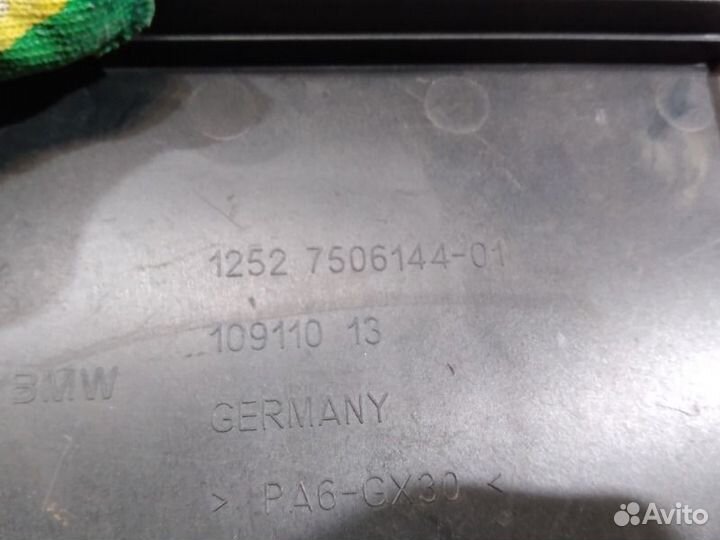 1252 7506144-01
109110 13
BMW
GERMANY
> PA6-GX30 <
Avito